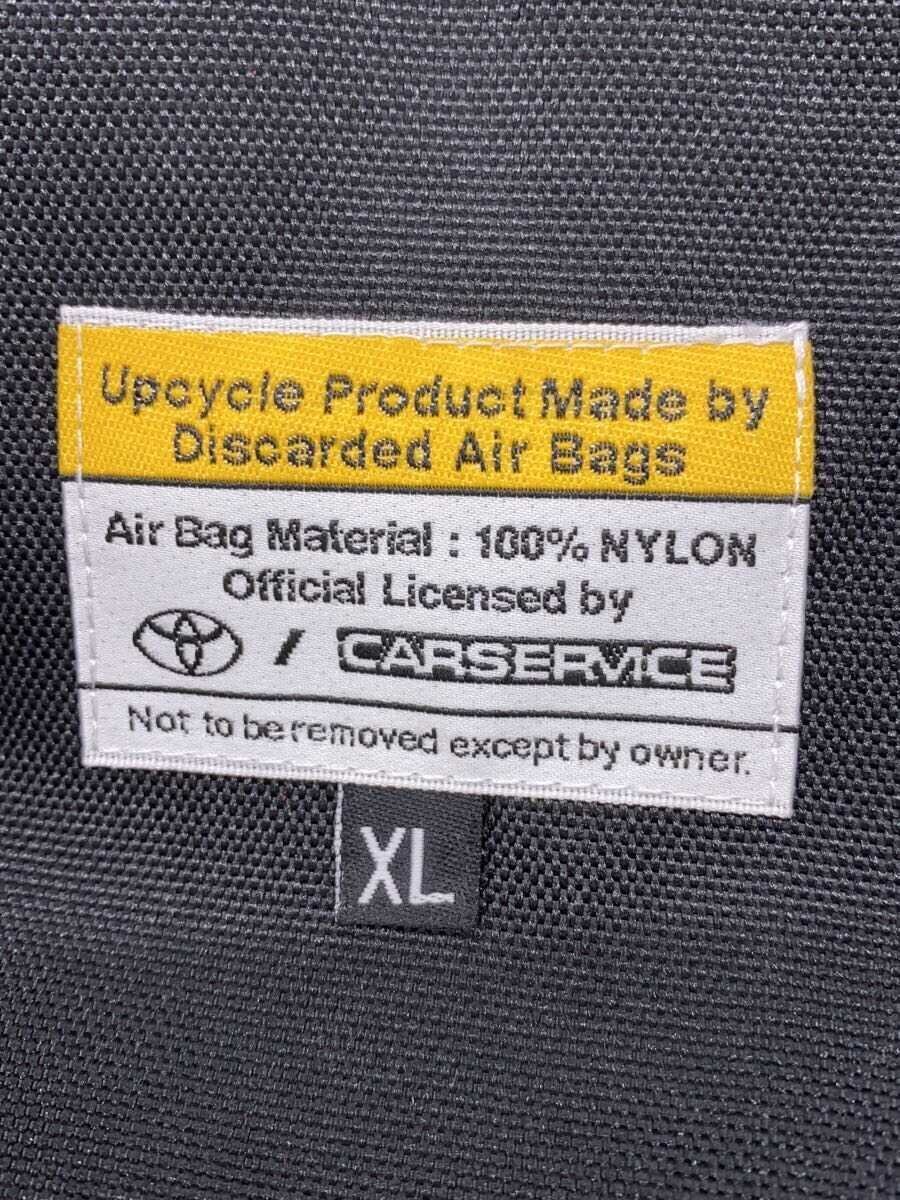 Upcycle Product Made by
Discarded Air Bags
Air Bag Material : 100% NYLON
Official Licensed by
/ CARSERVICE
Not to be removed except by owner.
XL